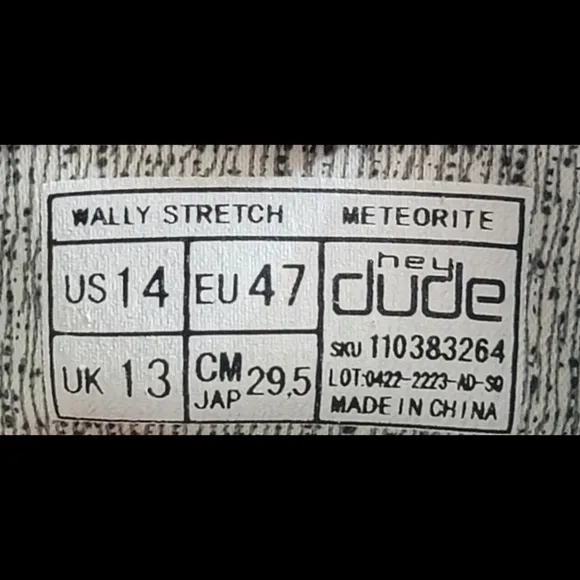 WALLY STRETCH METEORITE
US 14 EU 47 hey dude
SKU 110383264
UK 13 CM JAP 29,5 LOT:0422-2223-AD-SQ
MADE IN CHINA